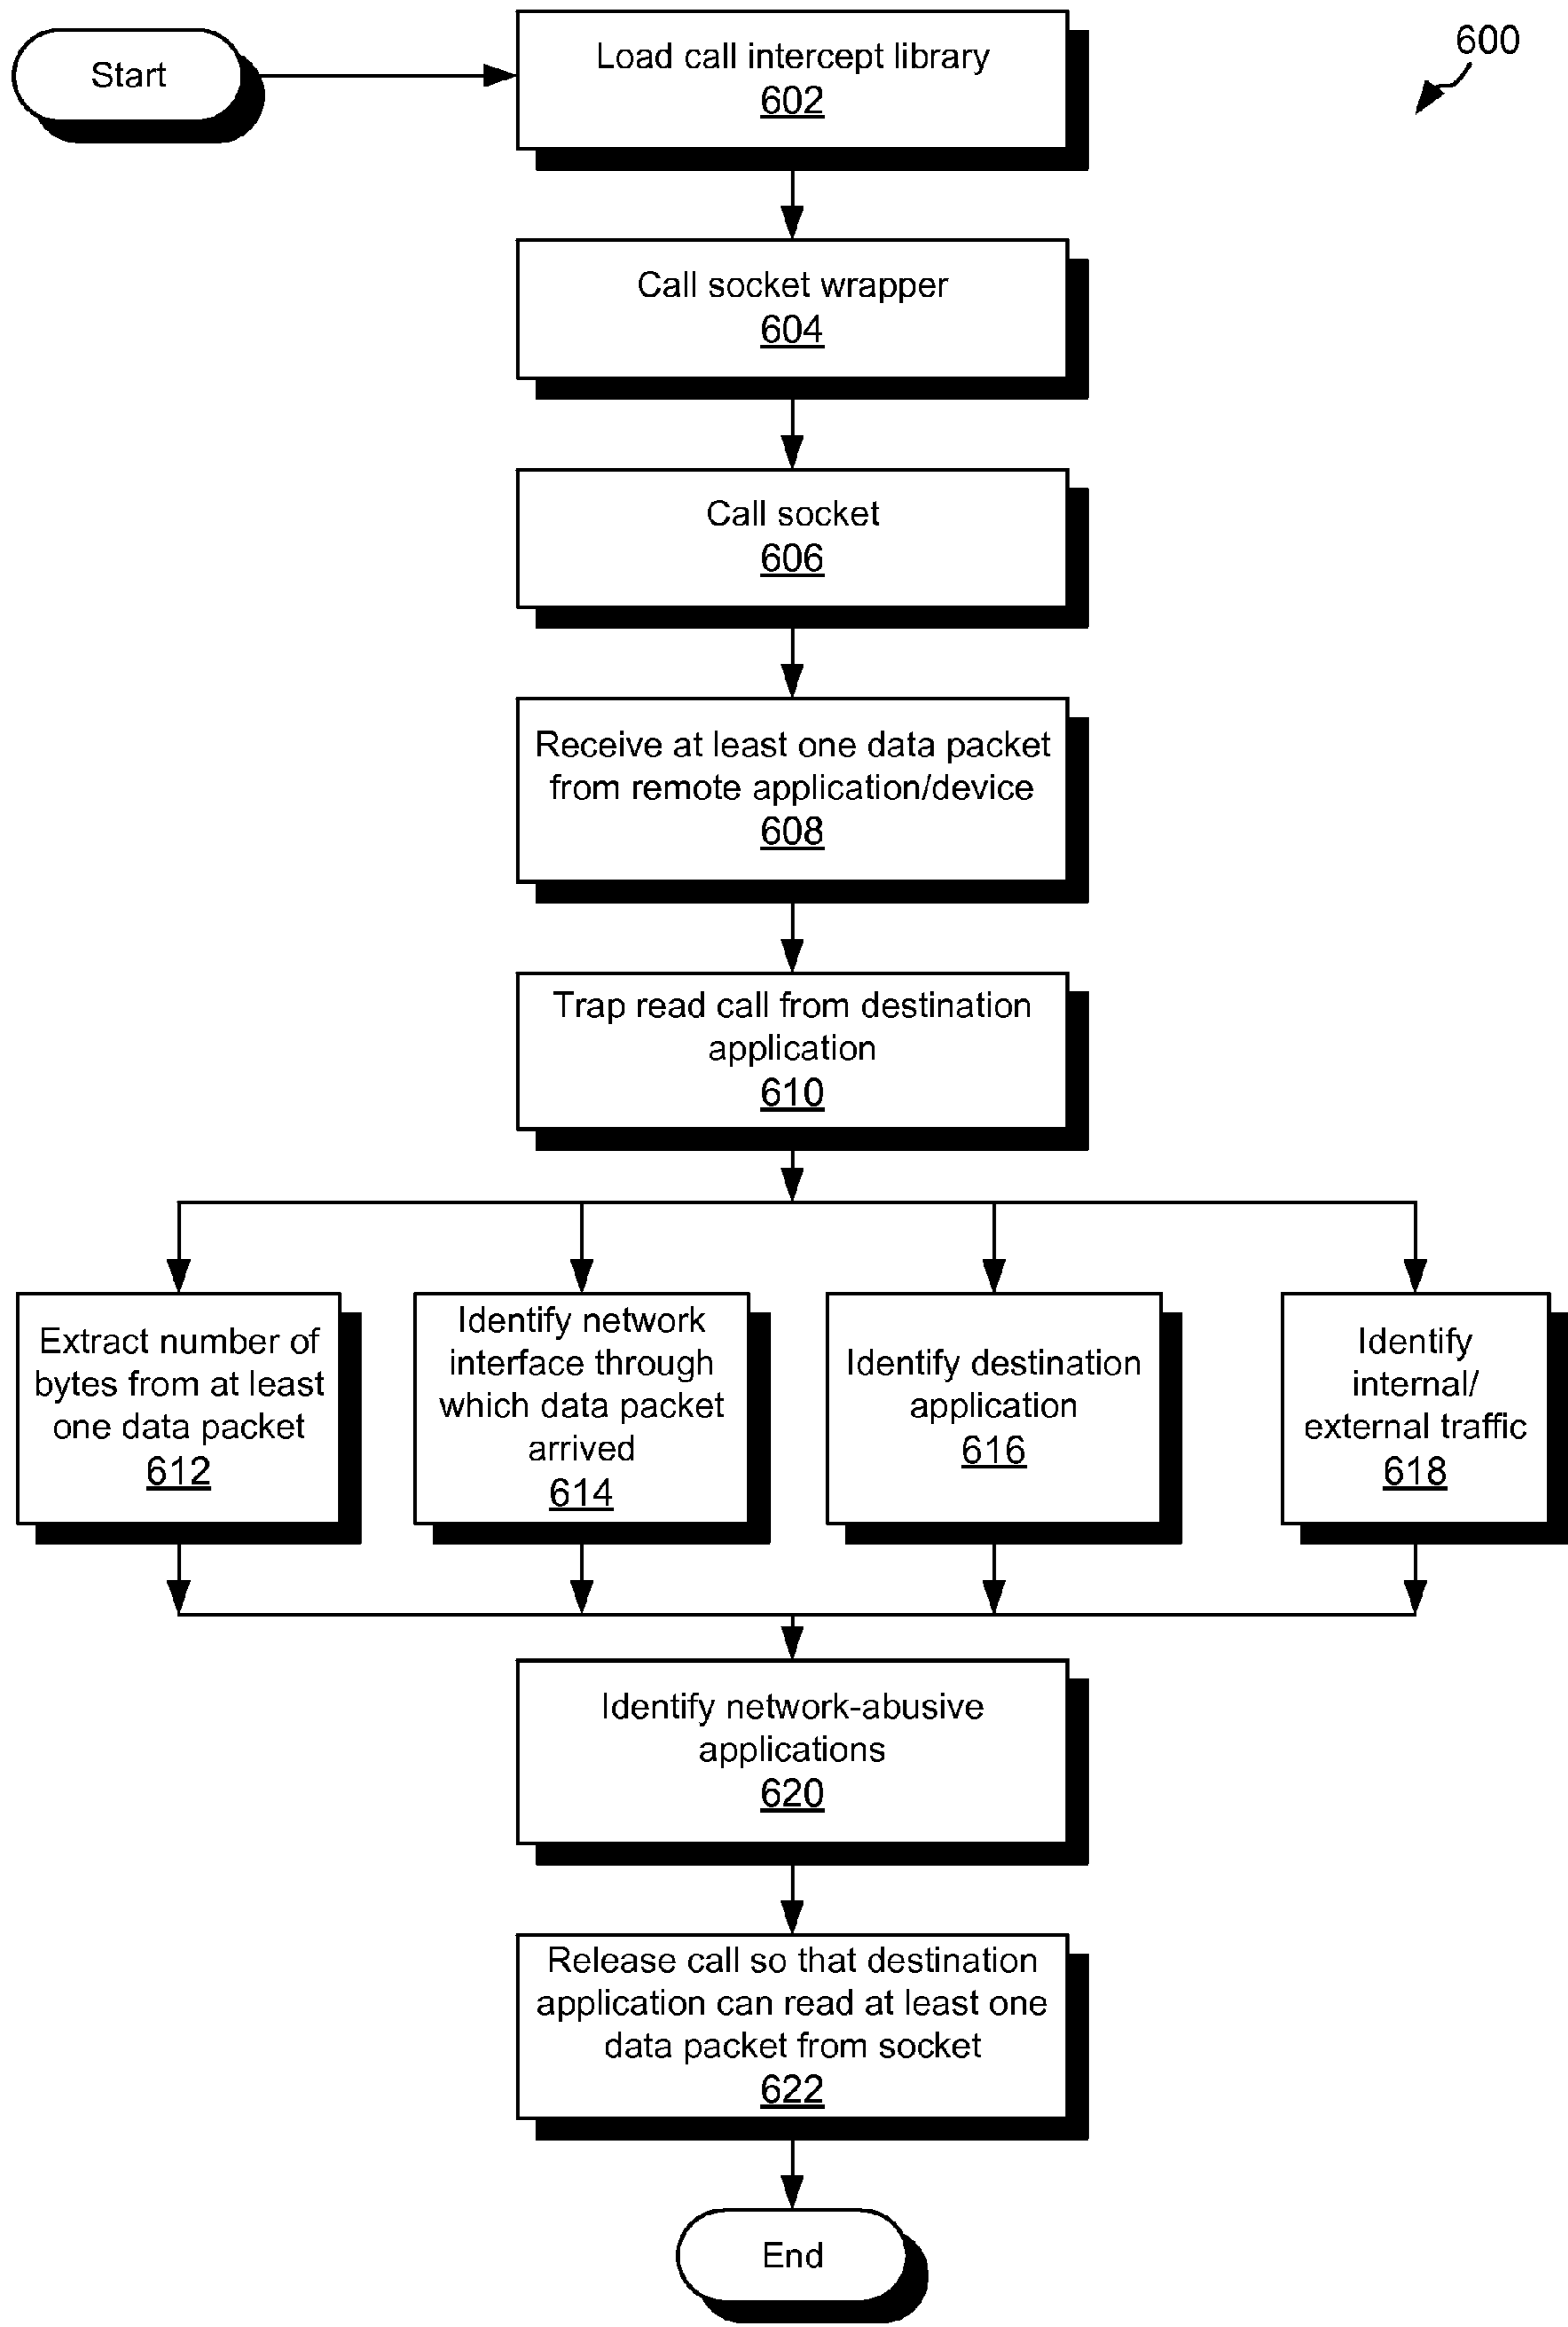 Start
Load call intercept library
602
600
Call socket wrapper
604
Call socket
606
Receive at least one data packet
from remote application/device
608
Trap read call from destination
application
610
Extract number of
bytes from at least
one data packet
612
Identify network
interface through
which data packet
arrived
614
Identify destination
application
616
Identify
internal/
external traffic
618
Identify network-abusive
applications
620
Release call so that destination
application can read at least one
data packet from socket
622
End